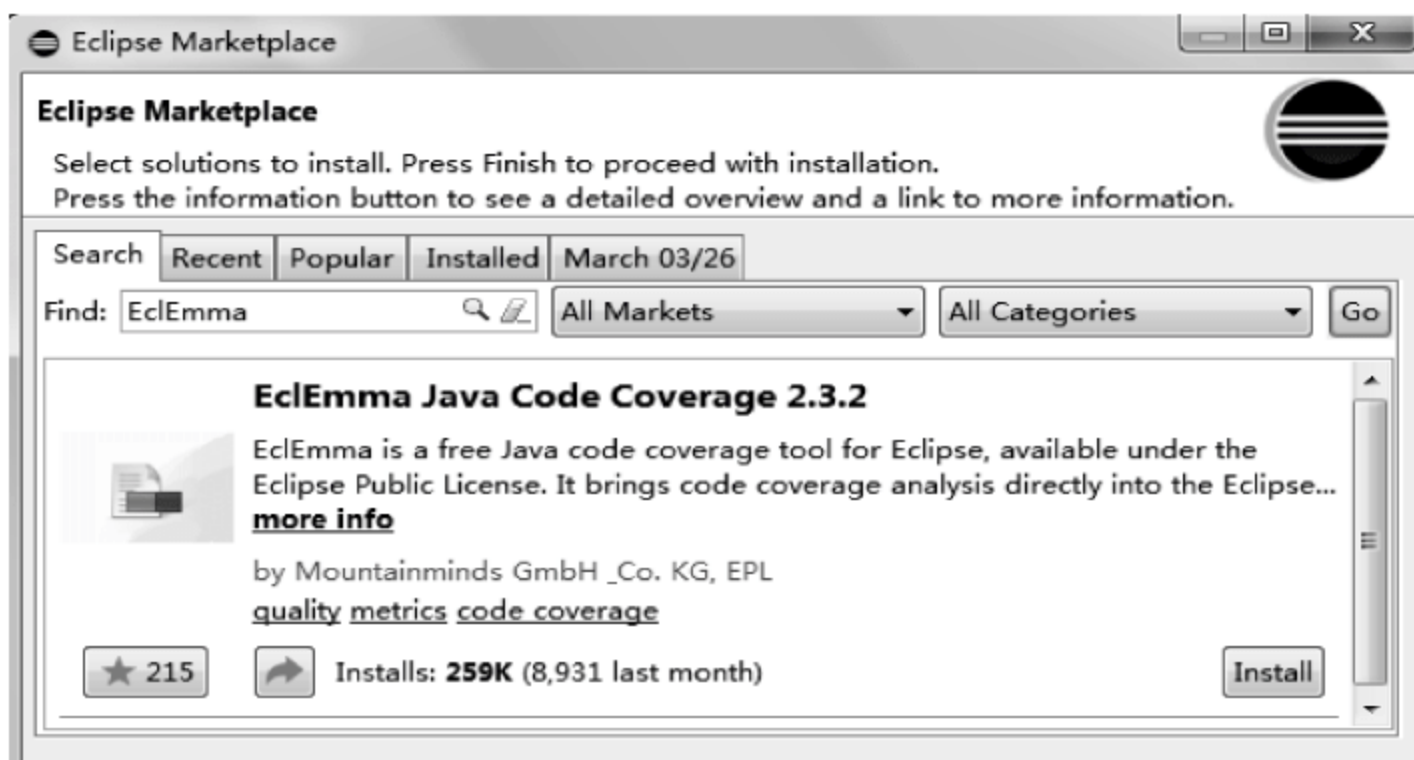 Eclipse Marketplace
Eclipse Marketplace
Select solutions to install. Press Finish to proceed with installation.
Press the information button to see a detailed overview and a link to more information.
Search Recent Popular Installed March 03/26
Find: EclEmma All Markets All Categories Go
EclEmma Java Code Coverage 2.3.2
EclEmma is a free Java code coverage tool for Eclipse, available under the
Eclipse Public License. It brings code coverage analysis directly into the Eclipse...
more info
by Mountainminds GmbH _Co. KG, EPL
quality metrics code coverage
215 Installs: 259K (8,931 last month) Install